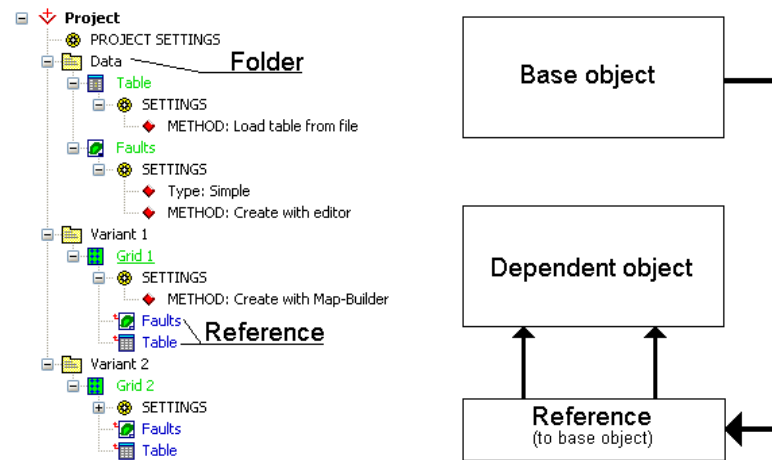 Project
PROJECT SETTINGS
Data
Folder
Table
SETTINGS
METHOD: Load table from file
Faults
SETTINGS
Type: Simple
METHOD: Create with editor
Variant 1
Grid 1
SETTINGS
METHOD: Create with Map-Builder
Faults
Reference
Table
Variant 2
Grid 2
SETTINGS
Faults
Table
Base object
Dependent object
Reference
(to base object)